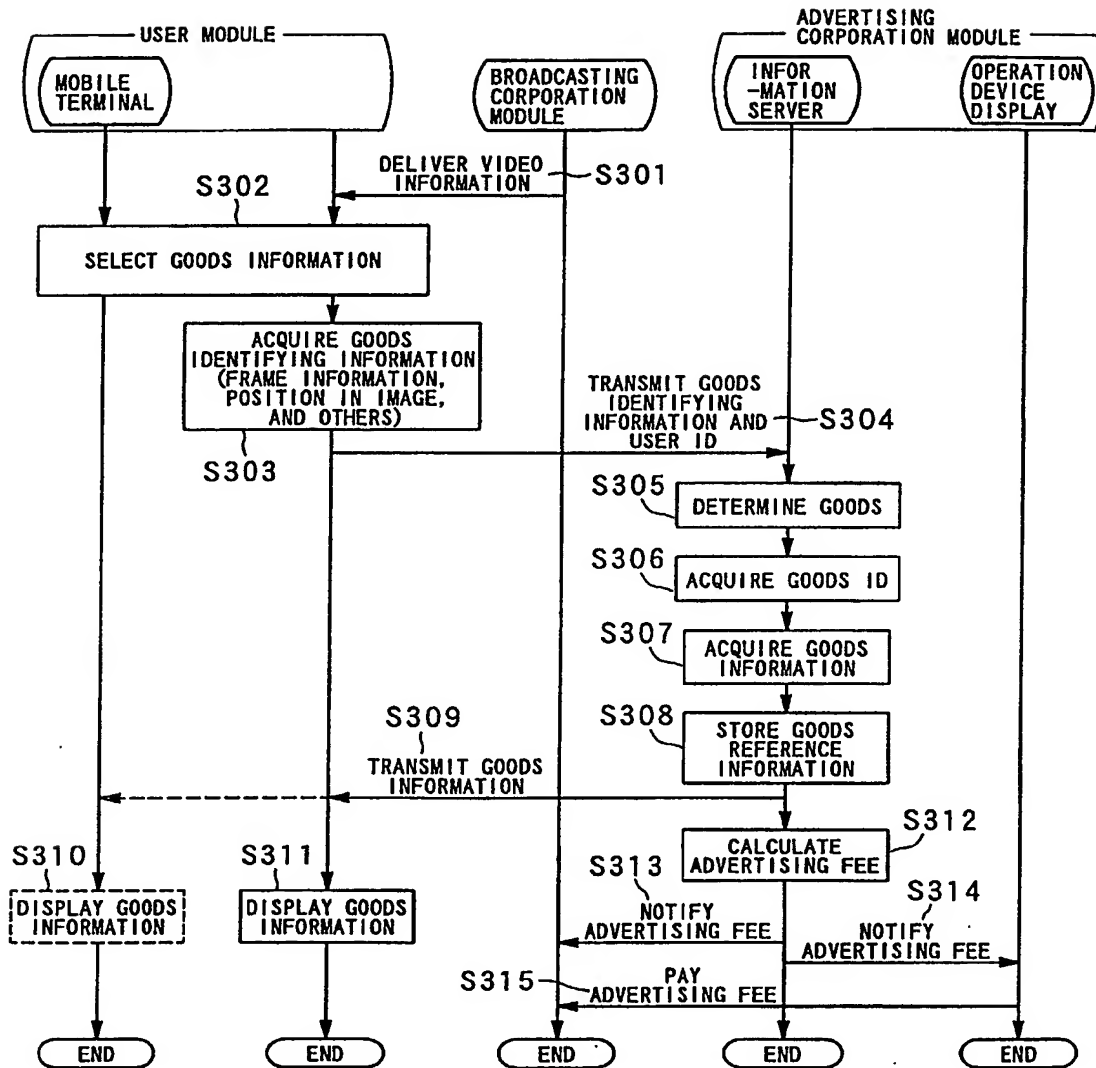 USER MODULE
ADVERTISING
CORPORATION MODULE
MOBILE
TERMINAL
BROADCASTING
CORPORATION
MODULE
INFOR
-MATION
SERVER
OPERATION
DEVICE
DISPLAY
DELIVER VIDEO
INFORMATION
S301
S302
SELECT GOODS INFORMATION
ACQUIRE GOODS
IDENTIFYING INFORMATION
(FRAME INFORMATION,
POSITION IN IMAGE,
AND OTHERS)
S303
TRANSMIT GOODS
IDENTIFYING
INFORMATION AND
USER ID
S304
S305
DETERMINE GOODS
S306
ACQUIRE GOODS ID
S307
ACQUIRE GOODS
INFORMATION
S308
STORE GOODS
REFERENCE
INFORMATION
S309
TRANSMIT GOODS
INFORMATION
S312
CALCULATE
ADVERTISING FEE
S310
DISPLAY GOODS
INFORMATION
S311
DISPLAY GOODS
INFORMATION
S313
NOTIFY
ADVERTISING FEE
S314
NOTIFY
ADVERTISING FEE
S315
PAY
ADVERTISING FEE
END
END
END
END
END